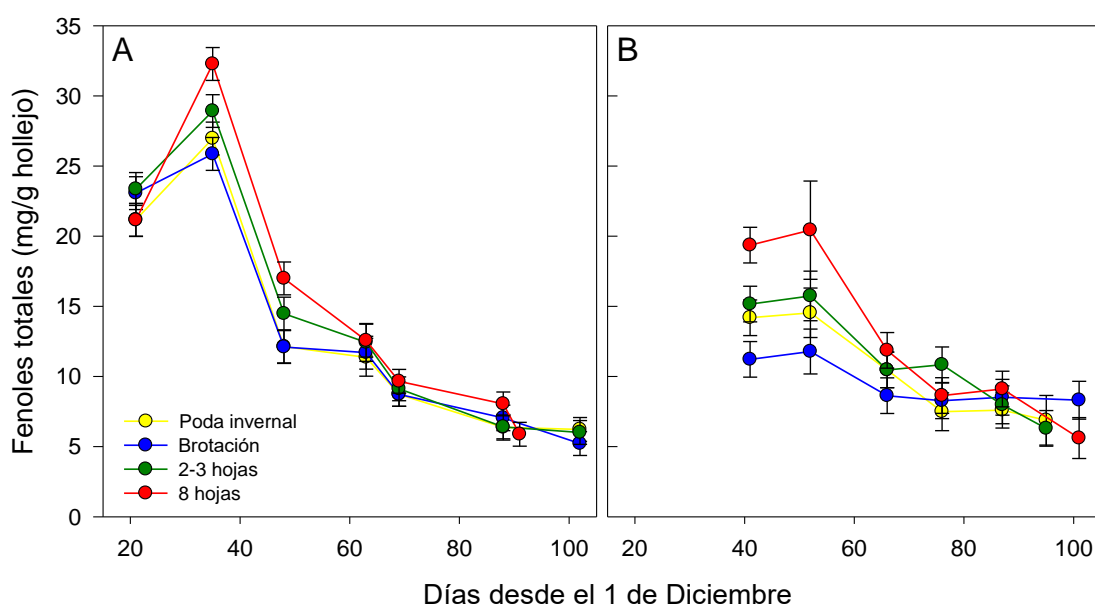 Fenoles totales (mg/g hollejo)
35
30
25
20
15
10
5
0
A
B
Poda invernal
Brotación
2-3 hojas
8 hojas
20 40 60 80 100
20 40 60 80 100
Días desde el 1 de Diciembre